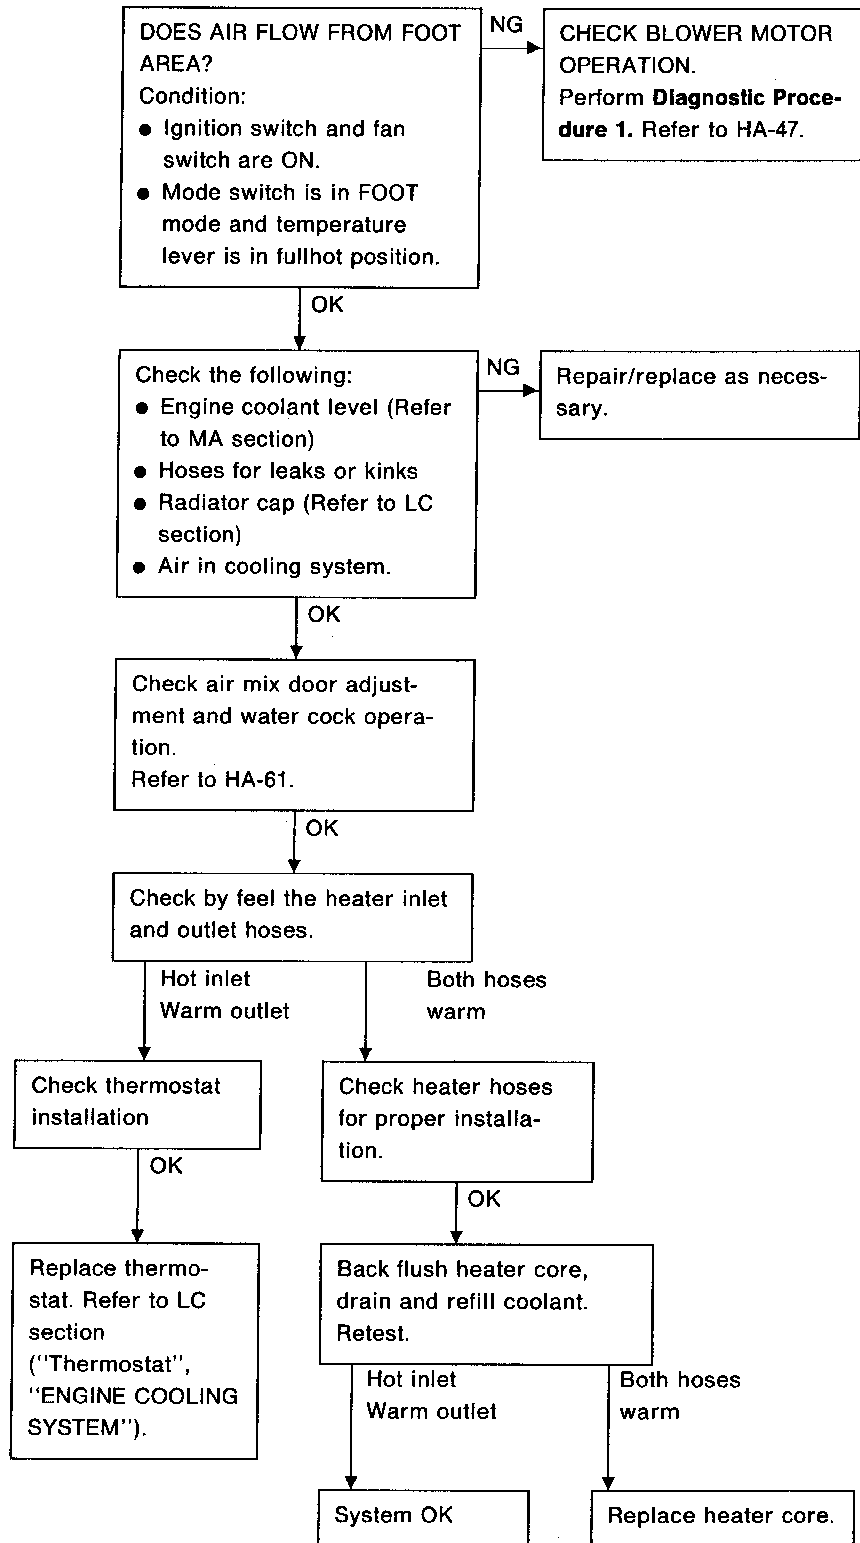 DOES AIR FLOW FROM FOOT
AREA?
Condition:
● Ignition switch and fan
switch are ON.
● Mode switch is in FOOT
mode and temperature
lever is in fullhot position.
NG
CHECK BLOWER MOTOR
OPERATION.
Perform Diagnostic Proce-
dure 1. Refer to HA-47.
OK
Check the following:
● Engine coolant level (Refer
to MA section)
● Hoses for leaks or kinks
● Radiator cap (Refer to LC
section)
● Air in cooling system.
NG
Repair/replace as neces-
sary.
OK
Check air mix door adjust-
ment and water cock opera-
tion.
Refer to HA-61.
OK
Check by feel the heater inlet
and outlet hoses.
Hot inlet
Warm outlet
Both hoses
warm
Check thermostat
installation
Check heater hoses
for proper installa-
tion.
OK
OK
Replace thermo-
stat. Refer to LC
section
("Thermostat",
"ENGINE COOLING
SYSTEM").
Back flush heater core,
drain and refill coolant.
Retest.
Hot inlet
Warm outlet
Both hoses
warm
System OK
Replace heater core.